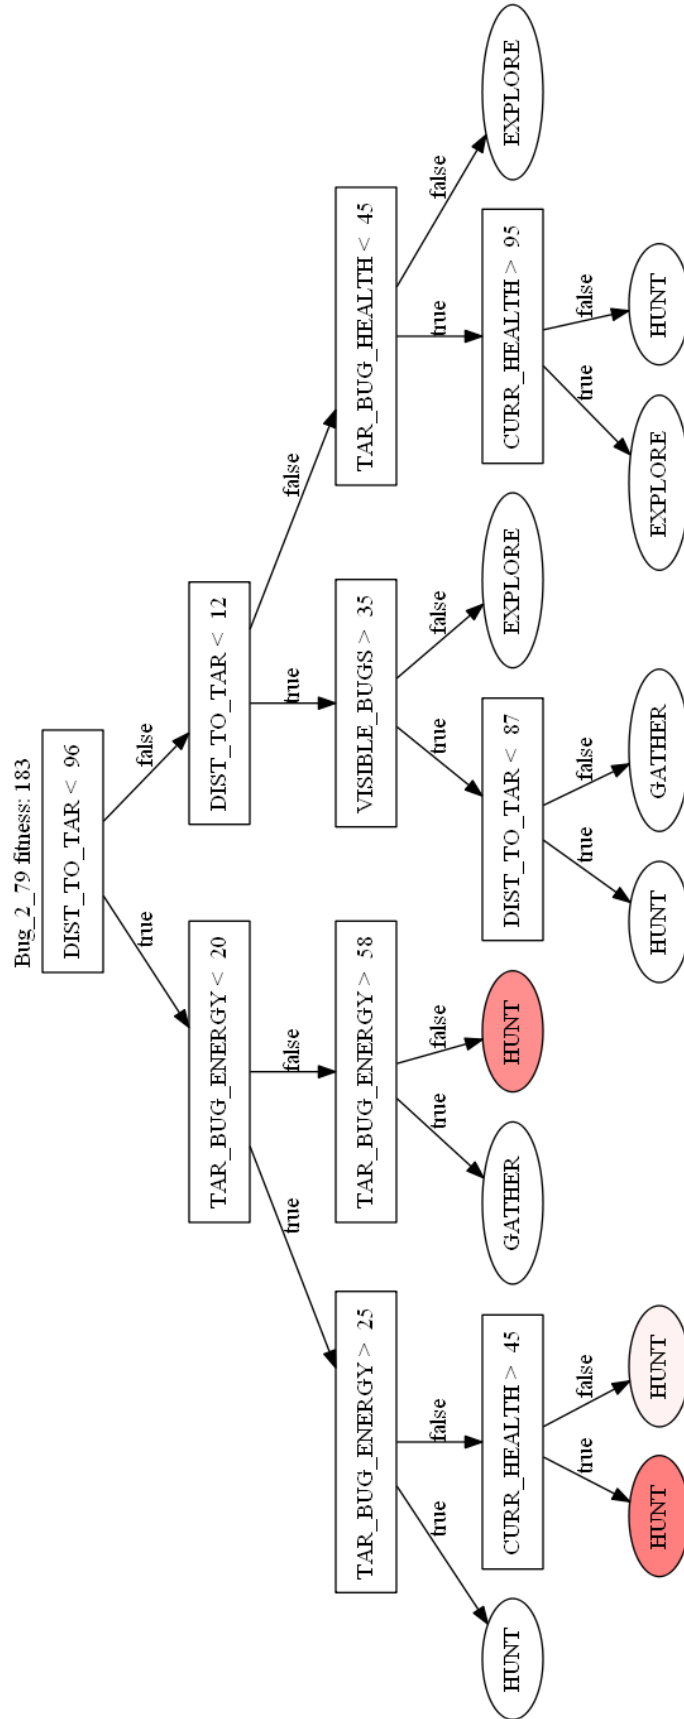 Bug_2_79 fitness: 183
DIST_TO_TAR < 96
true
false
TAR_BUG_ENERGY < 20
DIST_TO_TAR < 12
true
false
true
false
TAR_BUG_ENERGY > 25
TAR_BUG_ENERGY > 58
VISIBLE_BUGS > 35
TAR_BUG_HEALTH < 45
true
false
true
false
true
false
true
false
HUNT
CURR_HEALTH > 45
GATHER
HUNT
DIST_TO_TAR < 87
EXPLORE
CURR_HEALTH > 95
EXPLORE
true
false
true
false
true
false
HUNT
HUNT
HUNT
GATHER
EXPLORE
HUNT